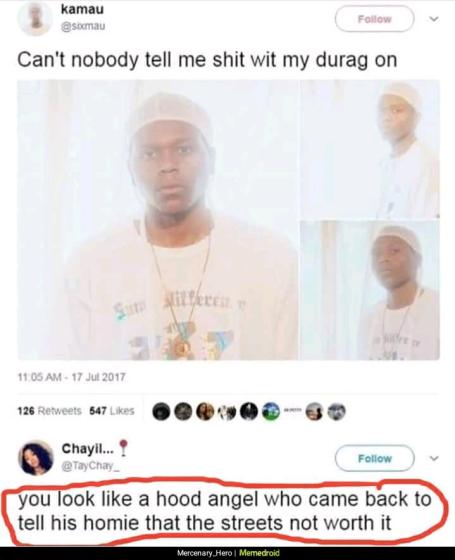 kamau
@sixmau
Follow
Can't nobody tell me shit wit my durag on
11:05 AM - 17 Jul 2017
126 Retweets 547 Likes
Chayil...
@TayChay_
Follow
you look like a hood angel who came back to
tell his homie that the streets not worth it
Mercenary_Hero | Memedroid